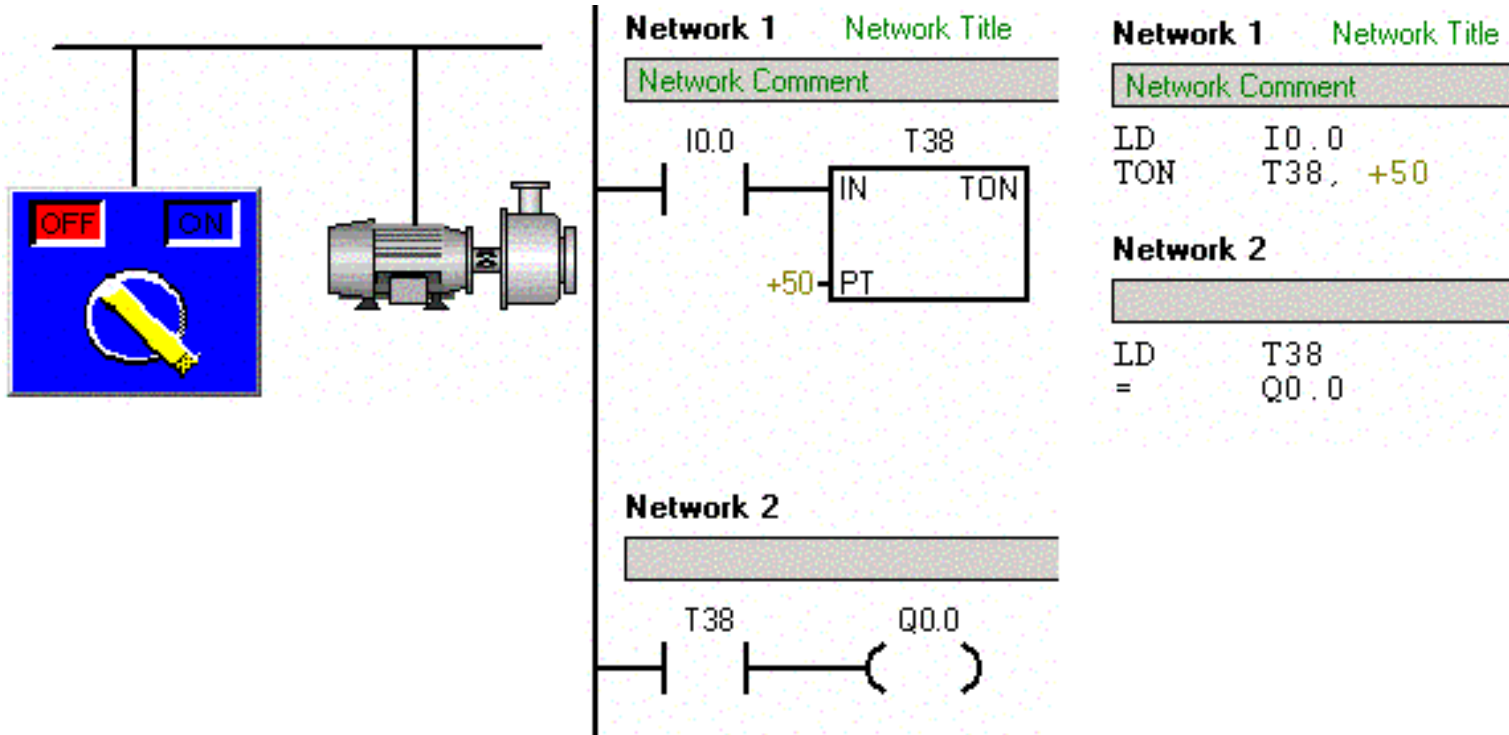 OFF ON
Network 1 Network Title
Network Comment
I0.0 T38
IN TON
+50 PT
Network 2
T38 Q0.0
Network 1 Network Title
Network Comment
LD I0.0
TON T38, +50
Network 2
LD T38
= Q0.0